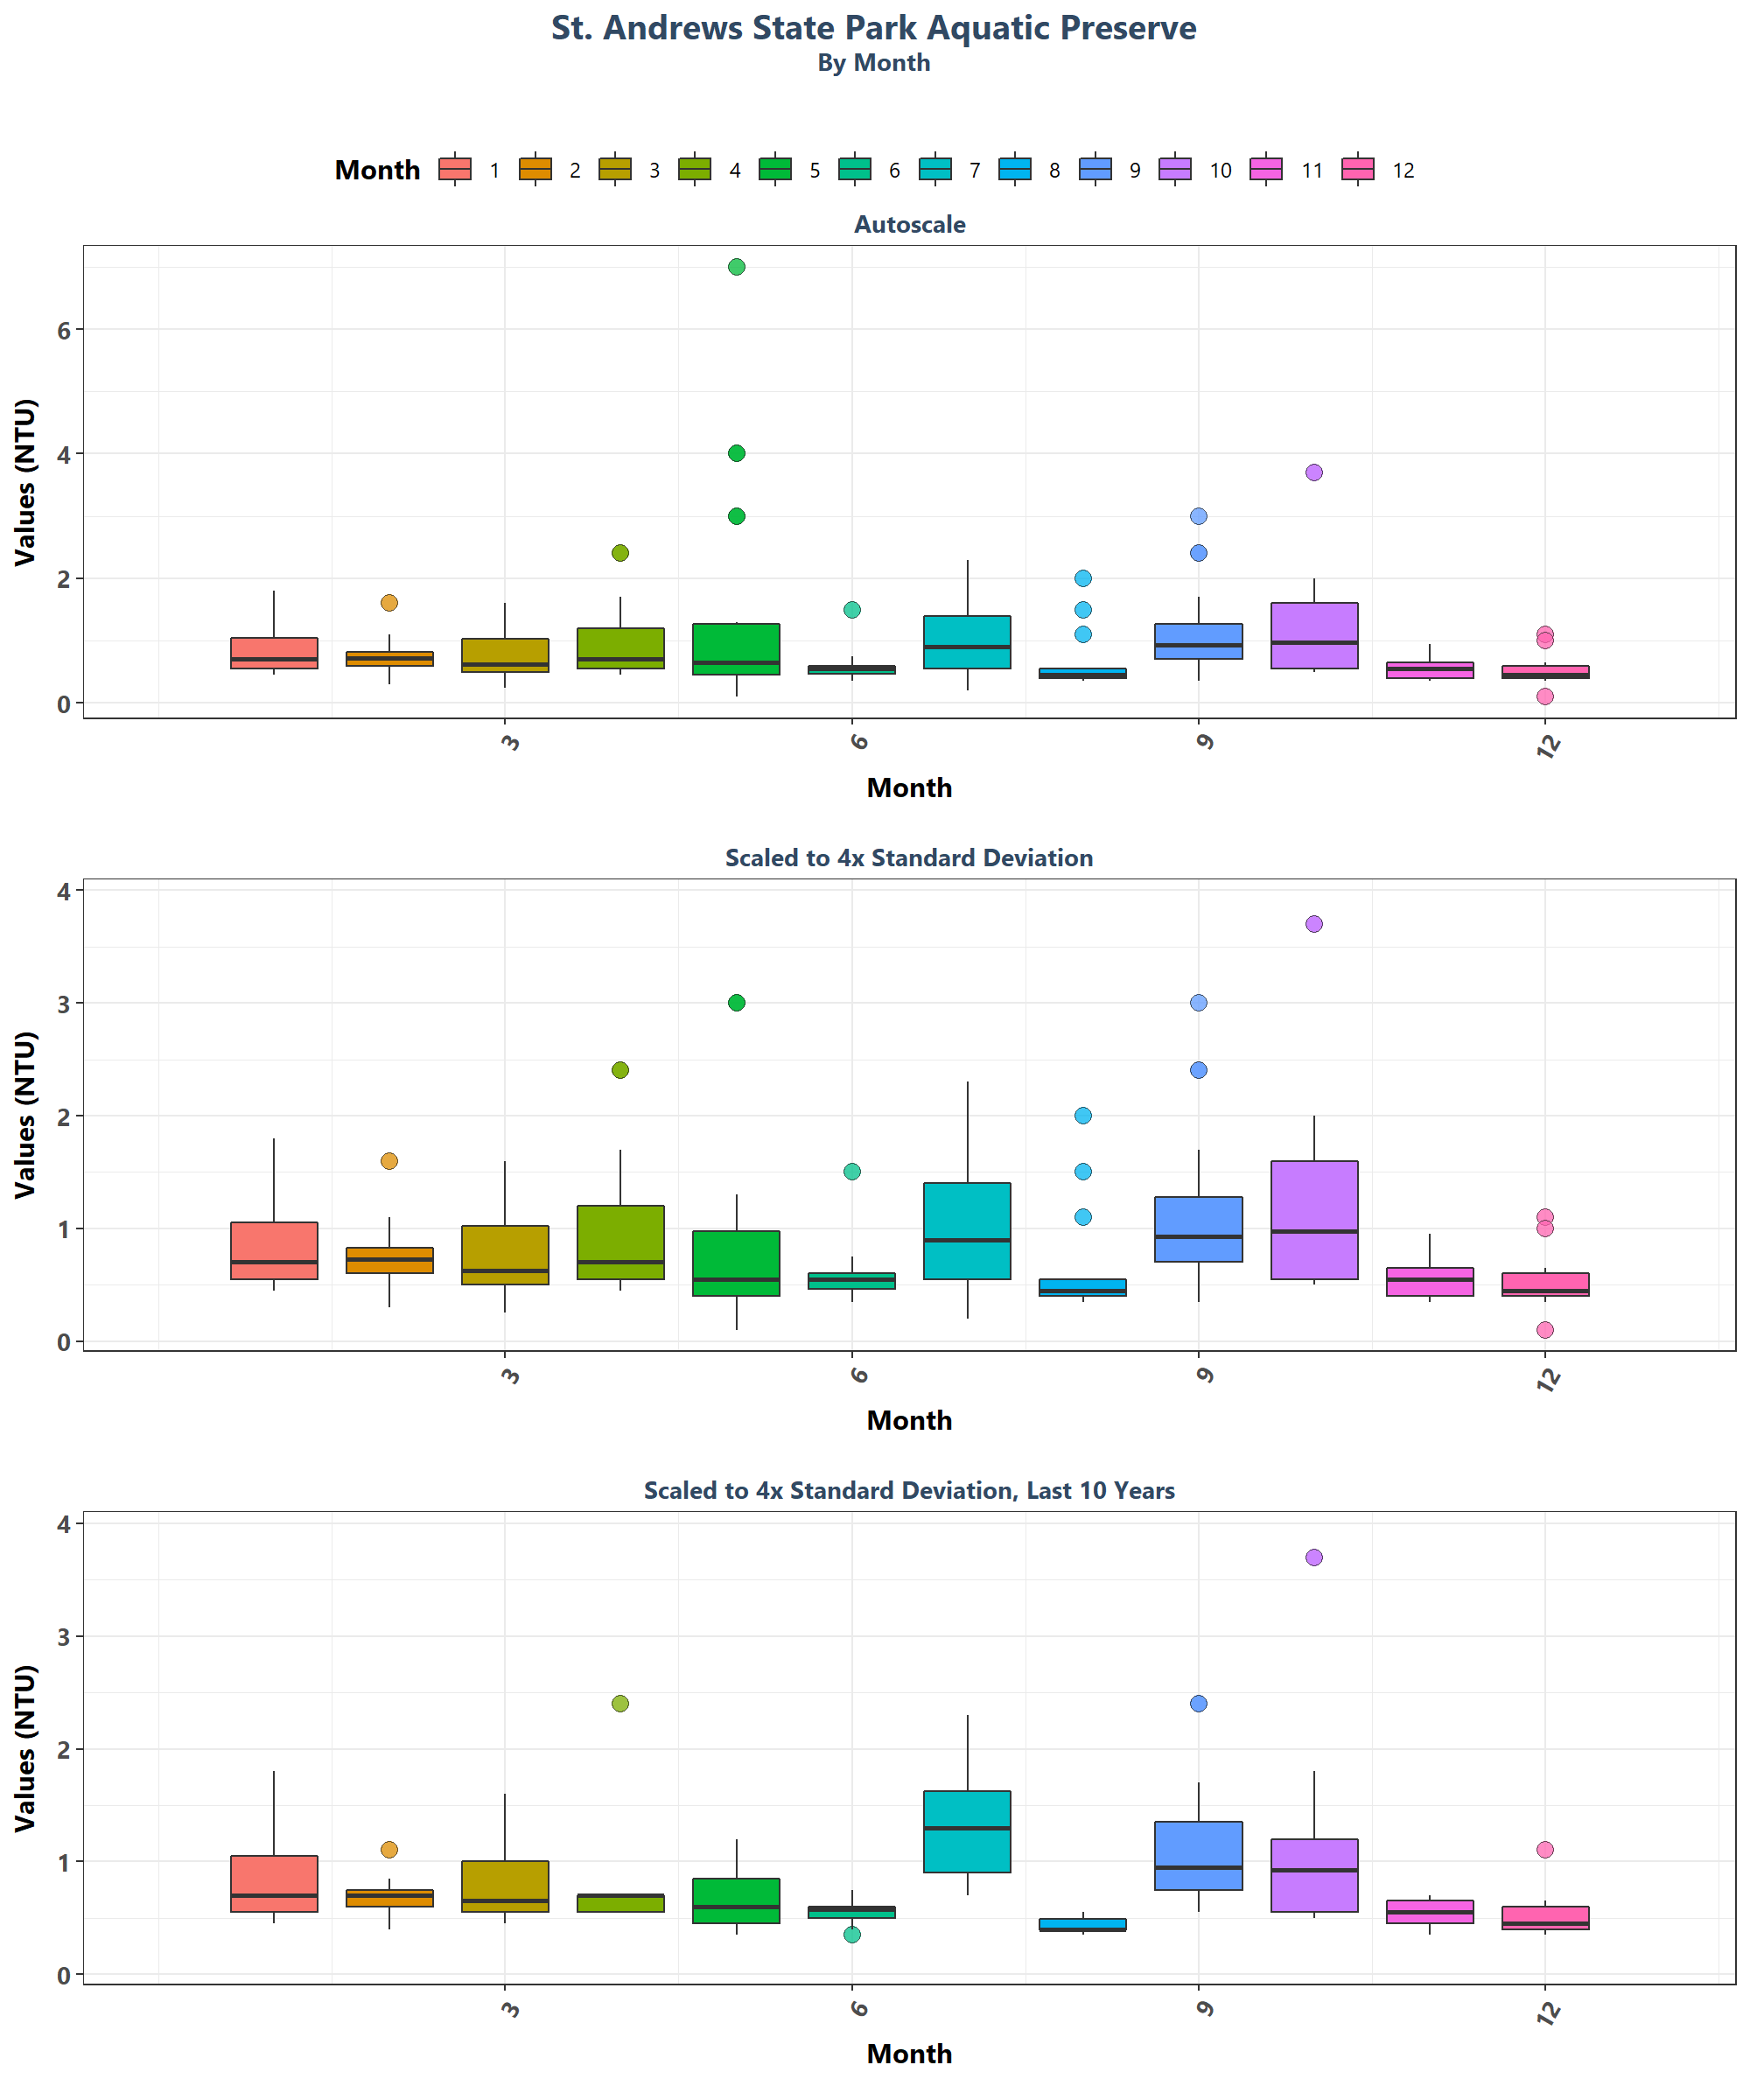 St. Andrews State Park Aquatic Preserve
By Month
Month 1 2 3 4 5 6 7 8 9 10 11 12
Autoscale
Values (NTU)
6
4
2
0
3 6 9 12
Month
Scaled to 4x Standard Deviation
Values (NTU)
4
3
2
1
0
3 6 9 12
Month
Scaled to 4x Standard Deviation, Last 10 Years
Values (NTU)
4
3
2
1
0
3 6 9 12
Month